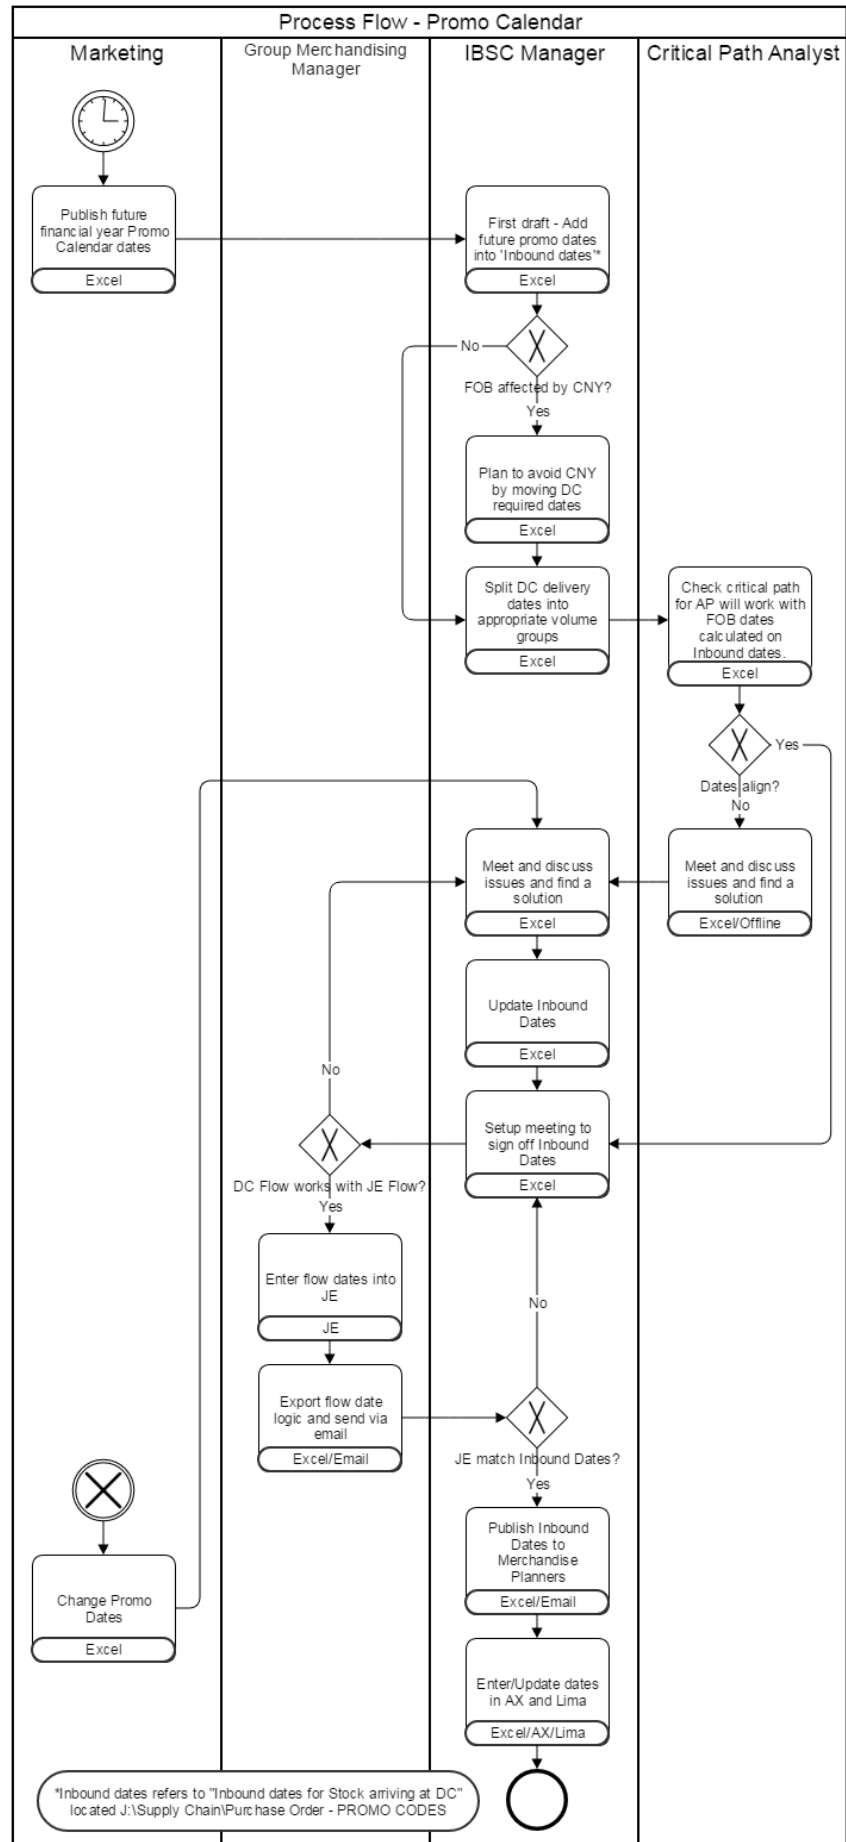 Process Flow - Promo Calendar
Marketing
Group Merchandising
Manager
IBSC Manager
Critical Path Analyst
Publish future
financial year Promo
Calendar dates
Excel
First draft - Add
future promo dates
into 'Inbound dates'*
Excel
No
FOB affected by CNY?
Yes
Plan to avoid CNY
by moving DC
required dates
Excel
Split DC delivery
dates into
appropriate volume
groups
Excel
Check critical path
for AP will work with
FOB dates
calculated on
Inbound dates.
Excel
Yes
Dates align?
No
Meet and discuss
issues and find a
solution
Excel
Meet and discuss
issues and find a
solution
Excel/Offline
Update Inbound
Dates
Excel
No
Setup meeting to
sign off Inbound
Dates
Excel
DC Flow works with JE Flow?
Yes
Enter flow dates into
JE
JE
No
Export flow date
logic and send via
email
Excel/Email
JE match Inbound Dates?
Yes
Publish Inbound
Dates to
Merchandise
Planners
Excel/Email
Change Promo
Dates
Excel
Enter/Update dates
in AX and Lima
Excel/AX/Lima
*Inbound dates refers to "Inbound dates for Stock arriving at DC"
located J:\Supply Chain\Purchase Order - PROMO CODES